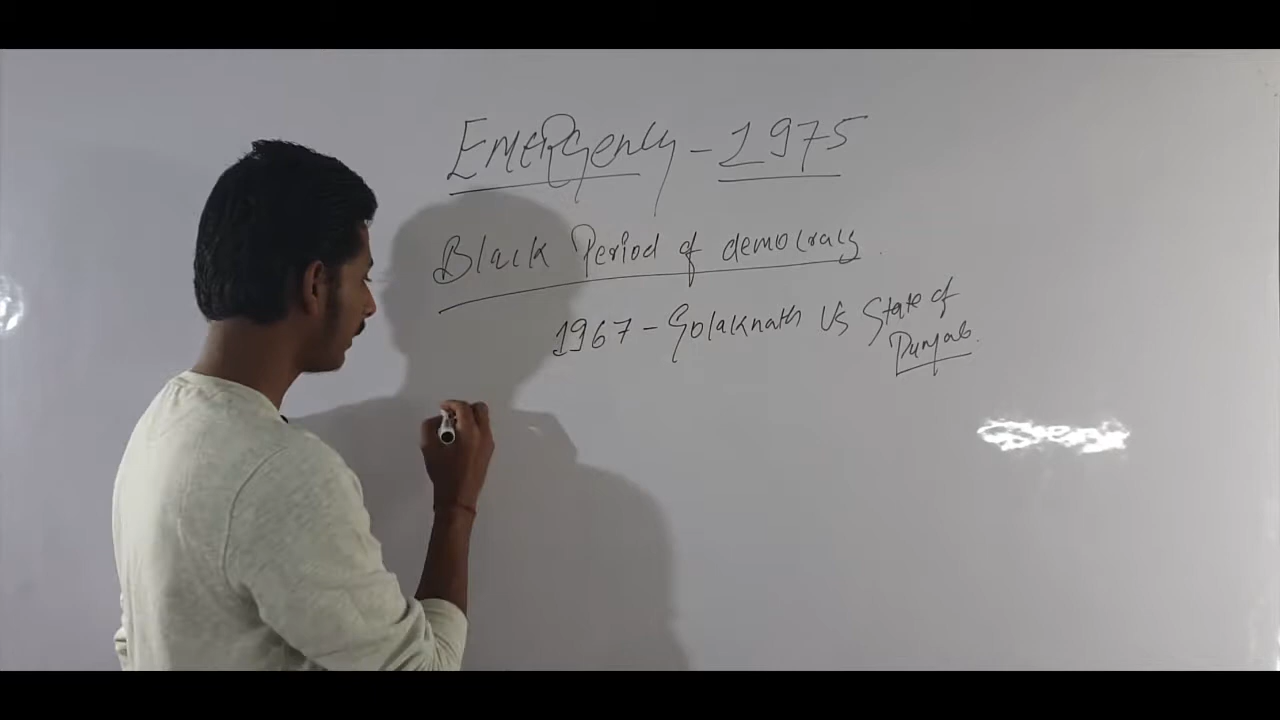 EMERgency - 1975
Black Period of democracy.
1967 - Golaknath Vs State of
Punjab.